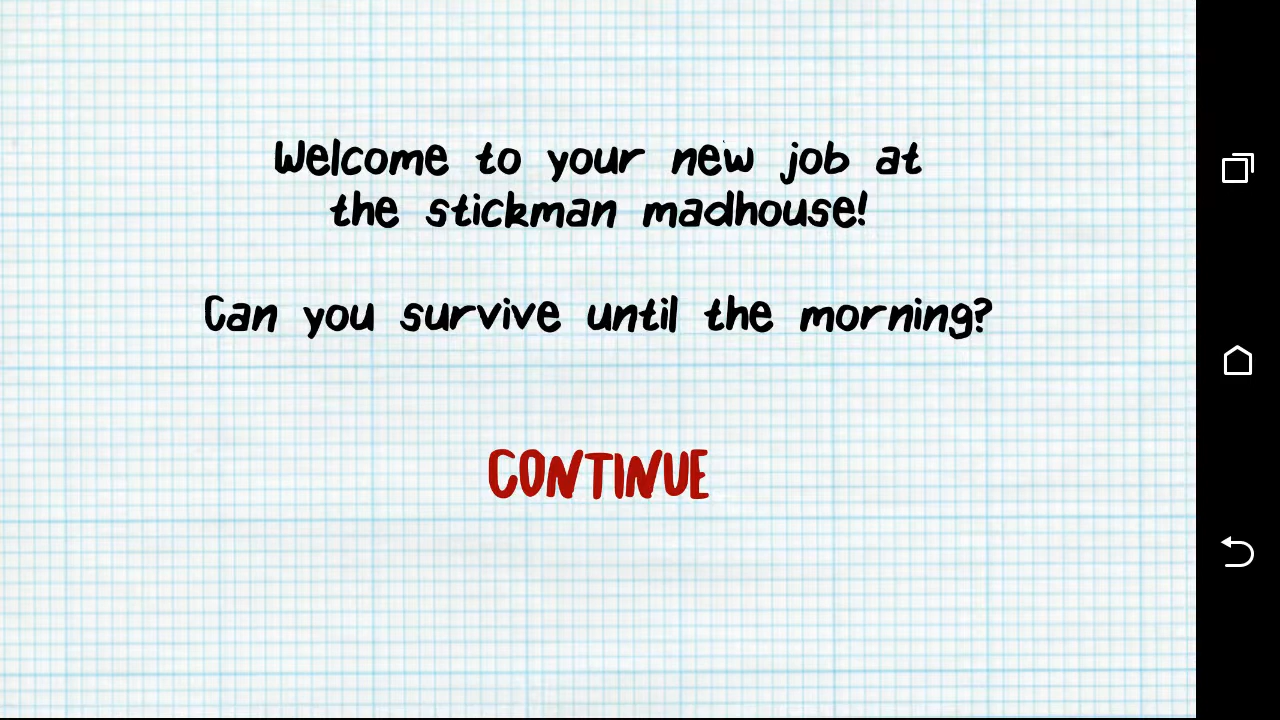 Welcome to your new job at
the stickman madhouse!
Can you survive until the morning?
CONTINUE